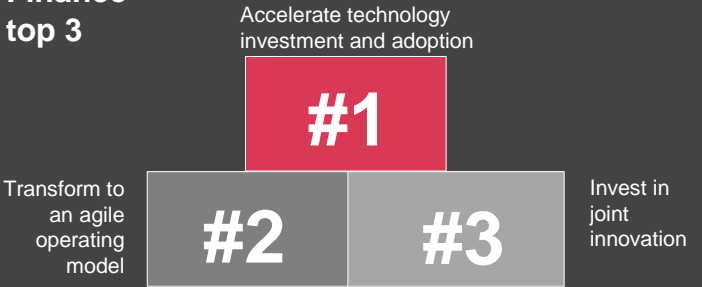 Finance
top 3
Accelerate technology
investment and adoption
#1
Transform to
an agile
operating
model
#2
#3
Invest in
joint
innovation